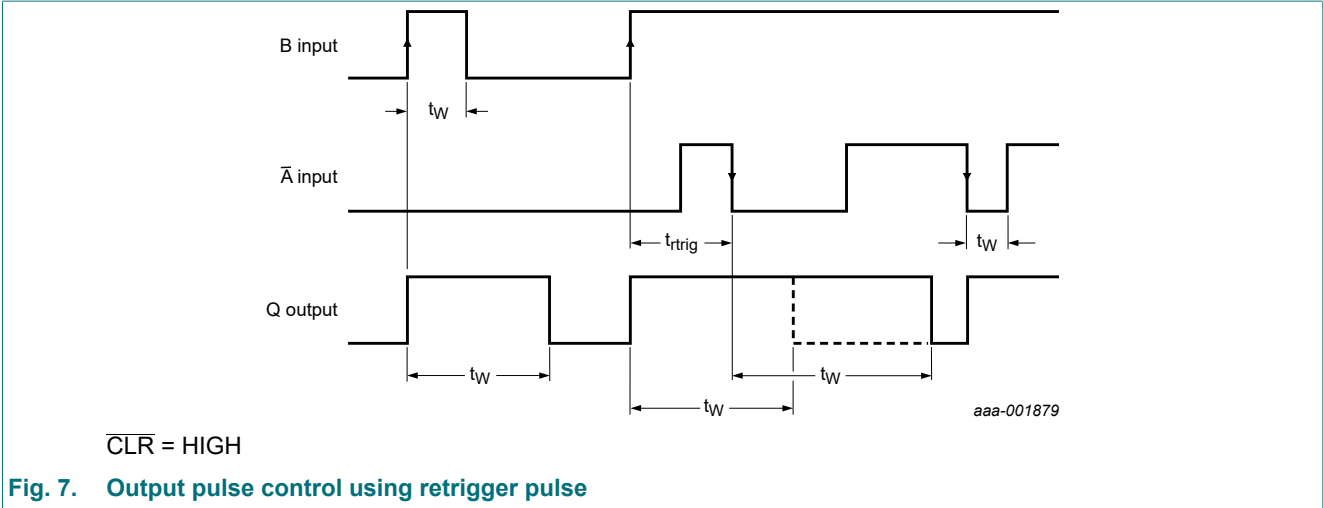 B input
tW
A̅ input
trtrig
tW
Q output
tW
tW
tW
aaa-001879
C̅L̅R̅ = HIGH
Fig. 7. Output pulse control using retrigger pulse